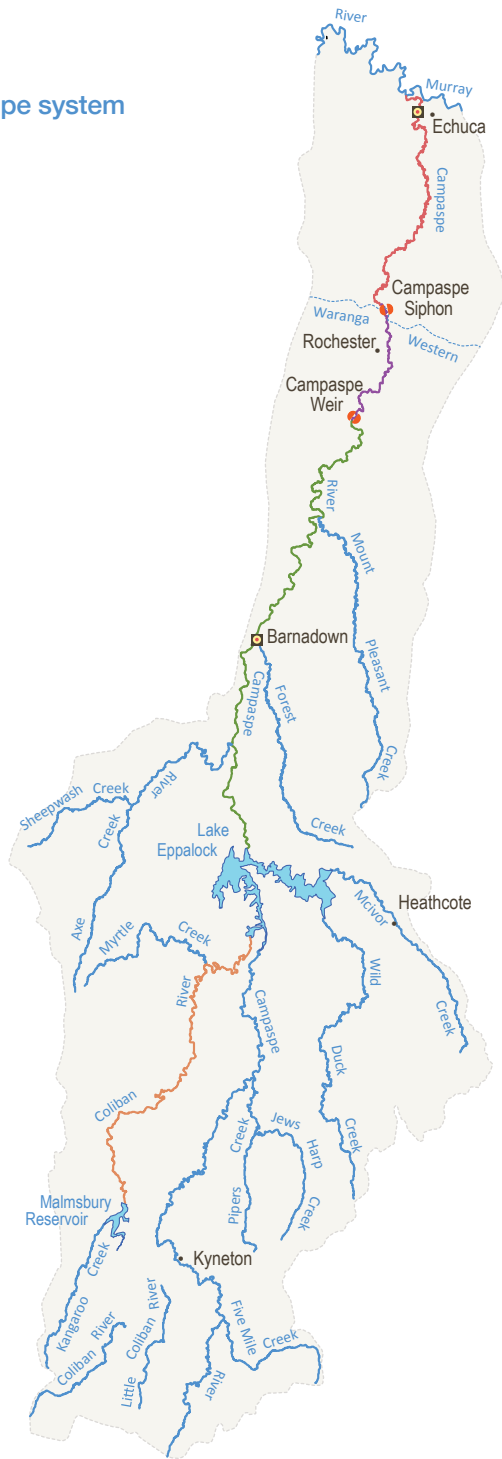 pe system
River
Murray
Echuca
Campaspe
Campaspe
Siphon
Waranga
Western
Rochester
Campaspe
Weir
River
Mount
Pleasant
Creek
Barnadown
Campaspe
Forest
Creek
River
Sheepwash Creek
Creek
Axe
Lake
Eppalock
Heathcote
Mcivor
Creek
Myrtle
Creek
River
Coliban
Campaspe
Wild
Duck
Creek
Jews
Harp
Creek
Creek
Pipers
Malmsbury
Reservoir
Kyneton
Creek
Kangaroo
River
Coliban
River
Coliban
Little
Five Mile
Creek
River